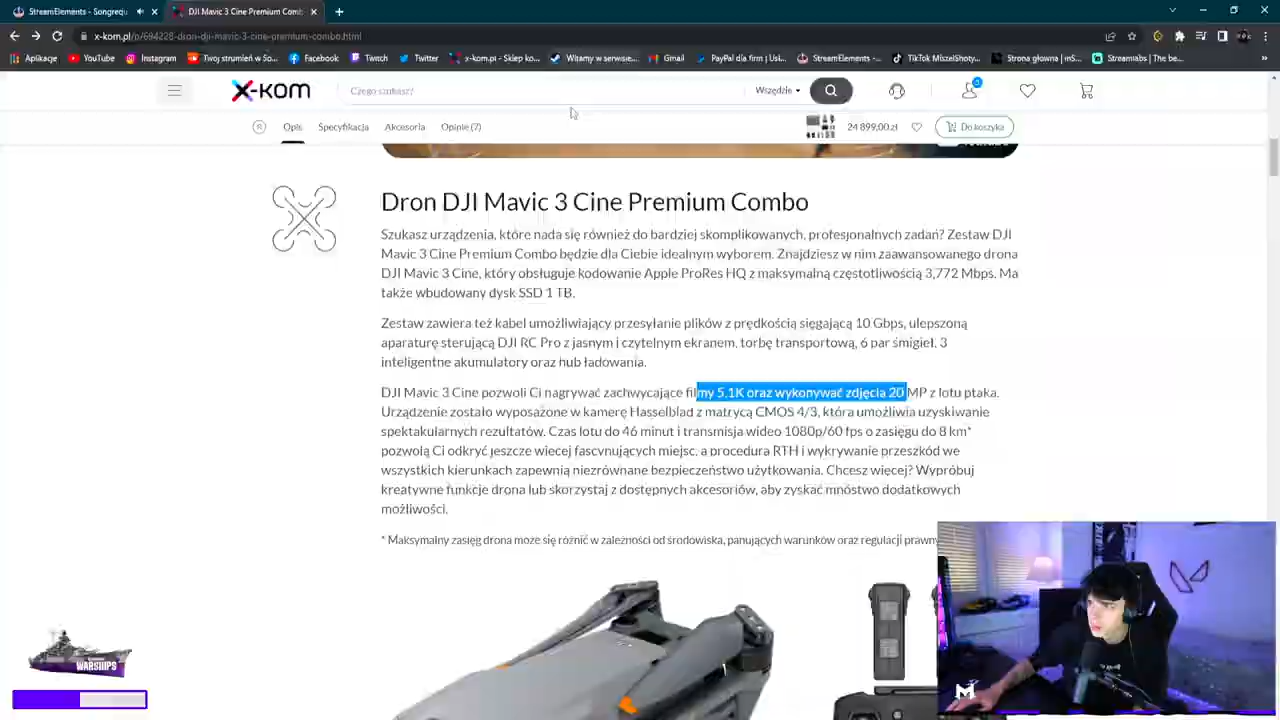 StreamElements - Songrequ
DJI Mavic 3 Cine Premium Comb
x-kom.pl/p/694228-dron-dji-mavic-3-cine-premium-combo.html
Aplikacje YouTube Instagram Twoj strumień w So... Facebook Twitch Twitter x-kom.pl - Sklep ko... Witamy w serwisie... Gmail PayPal dla firm | Usł... StreamElements -... TikTok MiszelShoty... Strona główna | inS... Streamlabs | The be...
x-kom Czego szukasz? Wszędzie
Opis Specyfikacja Akcesoria Opinie (7) 24 899,00 zł Do koszyka
Dron DJI Mavic 3 Cine Premium Combo
Szukasz urządzenia, które nada się również do bardziej skomplikowanych, profesjonalnych zadań? Zestaw DJI
Mavic 3 Cine Premium Combo będzie dla Ciebie idealnym wyborem. Znajdziesz w nim zaawansowanego drona
DJI Mavic 3 Cine, który obsługuje kodowanie Apple ProRes HQ z maksymalną częstotliwością 3,772 Mbps. Ma
także wbudowany dysk SSD 1 TB.
Zestaw zawiera też kabel umożliwiający przesyłanie plików z prędkością sięgającą 10 Gbps, ulepszoną
aparaturę sterującą DJI RC Pro z jasnym i czytelnym ekranem, torbę transportową, 6 par śmigieł, 3
inteligentne akumulatory oraz hub ładowania.
DJI Mavic 3 Cine pozwoli Ci nagrywać zachwycające filmy 5.1K oraz wykonywać zdjęcia 20 MP z lotu ptaka.
Urządzenie zostało wyposażone w kamerę Hasselblad z matrycą CMOS 4/3, która umożliwia uzyskiwanie
spektakularnych rezultatów. Czas lotu do 46 minut i transmisja wideo 1080p/60 fps o zasięgu do 8 km*
pozwolą Ci odkryć jeszcze więcej fascynujących miejsc, a procedura RTH i wykrywanie przeszkód we
wszystkich kierunkach zapewnią niezrównane bezpieczeństwo użytkowania. Chcesz więcej? Wypróbuj
kreatywne funkcje drona lub skorzystaj z dostępnych akcesoriów, aby zyskać mnóstwo dodatkowych
możliwości.
* Maksymalny zasięg drona może się różnić w zależności od środowiska, panujących warunków oraz regulacji prawny
WARSHIPS